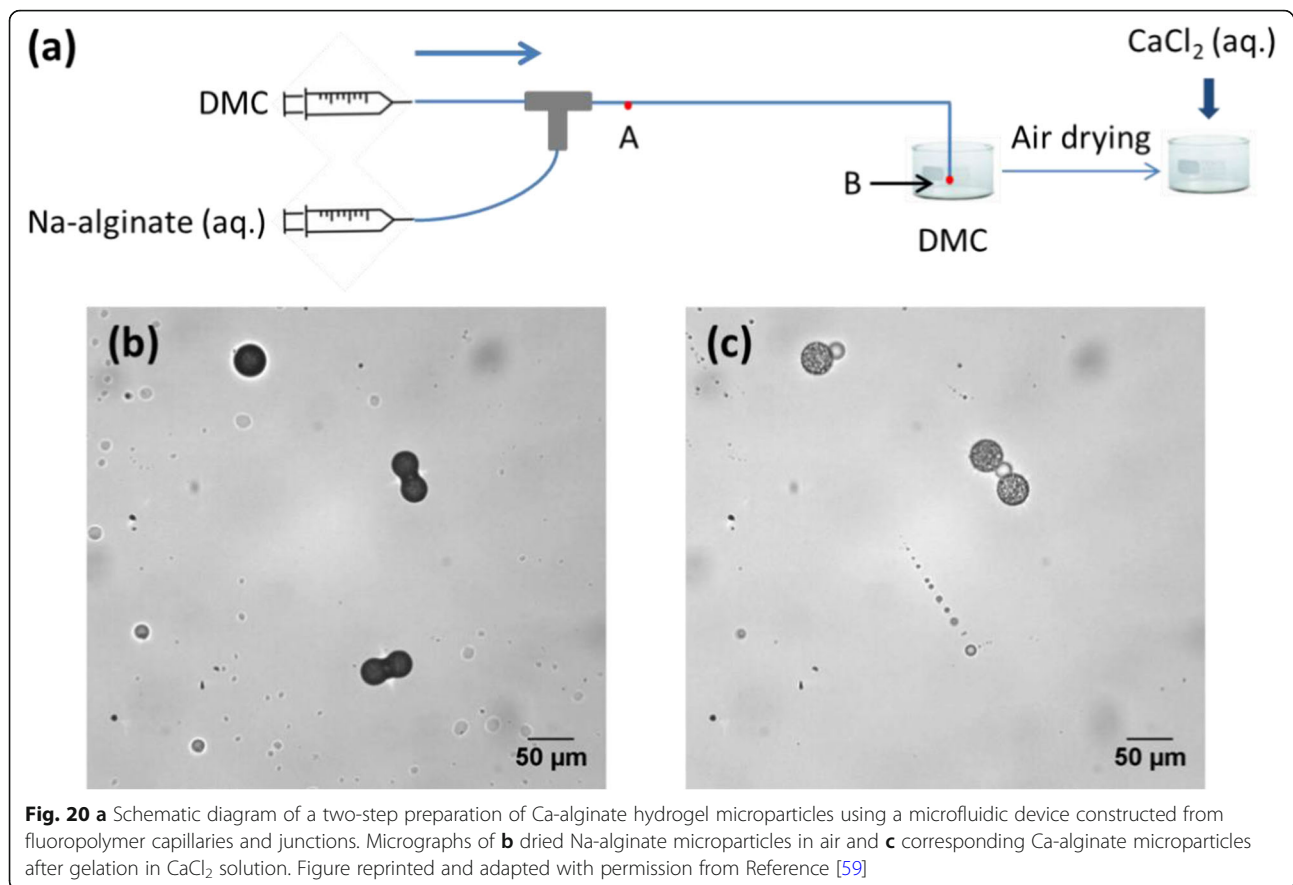 (a)
CaCl₂ (aq.)
DMC
A
Air drying
B
Na-alginate (aq.)
DMC
(b)
(c)
50 µm
50 µm
Fig. 20 a Schematic diagram of a two-step preparation of Ca-alginate hydrogel microparticles using a microfluidic device constructed from
fluoropolymer capillaries and junctions. Micrographs of b dried Na-alginate microparticles in air and c corresponding Ca-alginate microparticles
after gelation in CaCl₂ solution. Figure reprinted and adapted with permission from Reference [59]